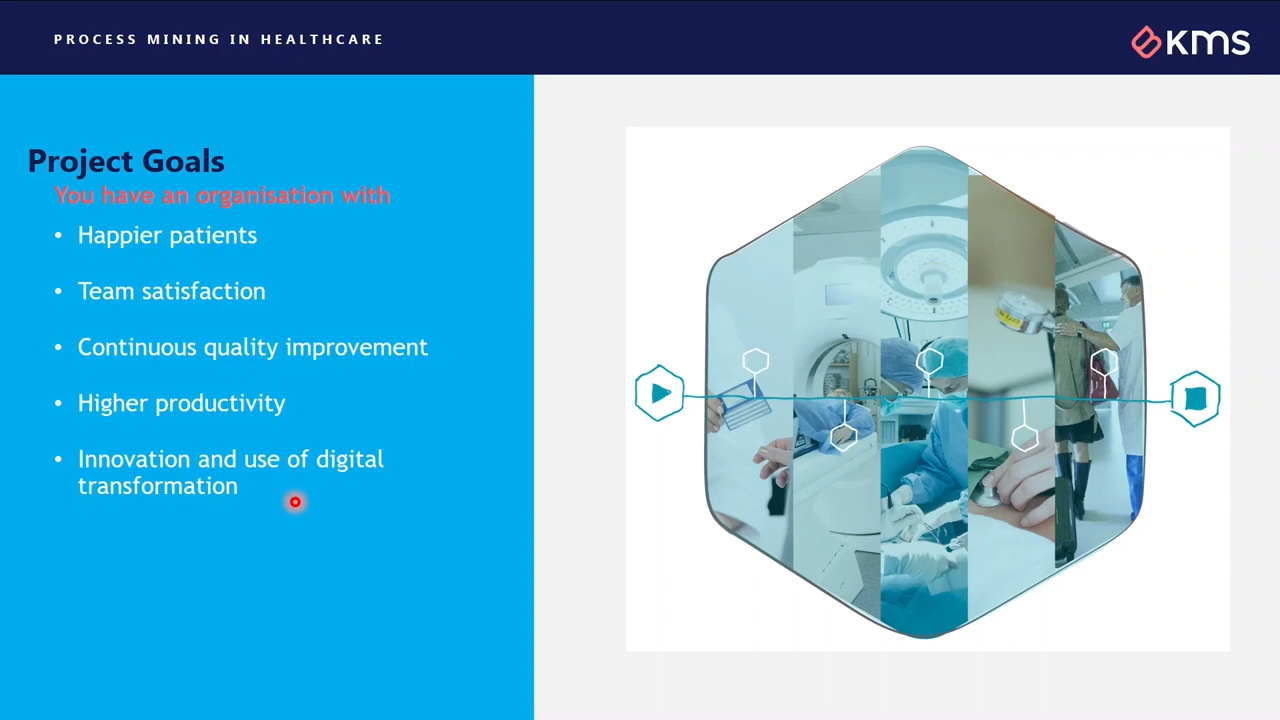 PROCESS MINING IN HEALTHCARE
KMS
Project Goals
You have an organisation with
• Happier patients
• Team satisfaction
• Continuous quality improvement
• Higher productivity
• Innovation and use of digital
transformation